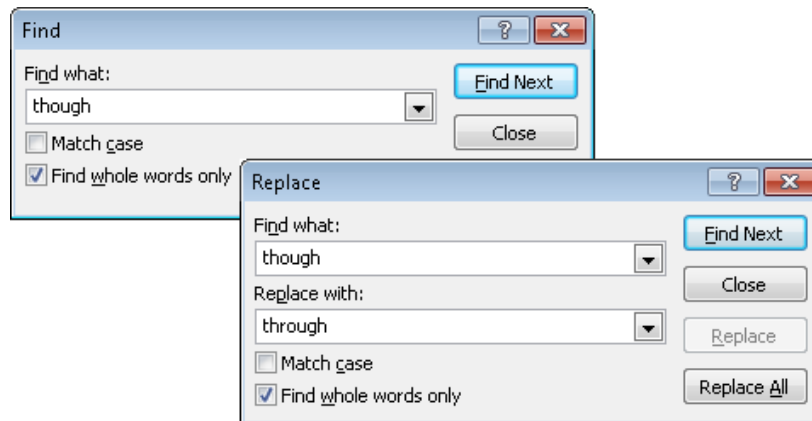 Find
Find what:
Find Next
though
Close
Match case
Find whole words only
Replace
Find what:
Find Next
though
Close
Replace with:
through
Replace
Match case
Find whole words only
Replace All